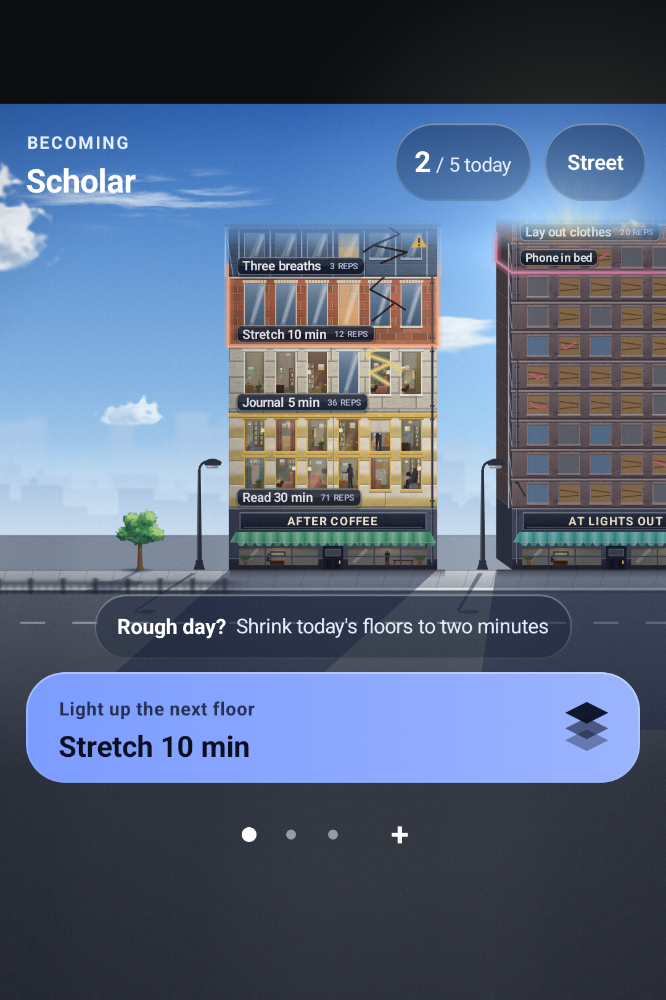 BECOMING
Scholar
2 / 5 today
Street
Three breaths 3 REPS
Stretch 10 min 12 REPS
Journal 5 min 36 REPS
Read 30 min 71 REPS
AFTER COFFEE
Lay out clothes 20 REPS
Phone in bed
AT LIGHTS OUT
Rough day? Shrink today's floors to two minutes
Light up the next floor
Stretch 10 min